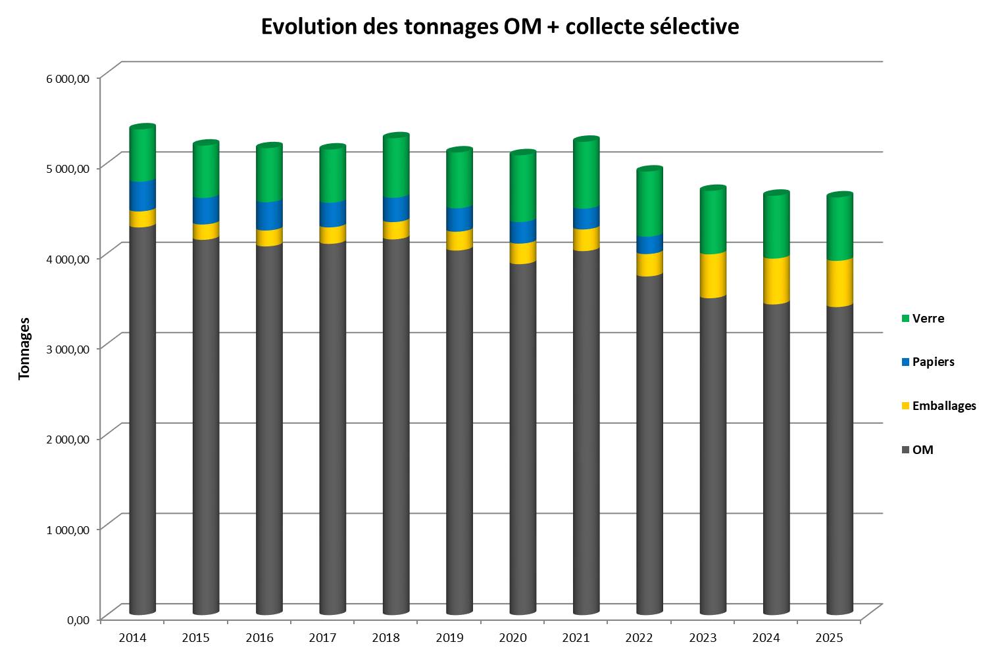 Evolution des tonnages OM + collecte sélective
6 000,00
5 000,00
4 000,00
3 000,00
2 000,00
1 000,00
0,00
Tonnages
2014 2015 2016 2017 2018 2019 2020 2021 2022 2023 2024 2025
Verre
Papiers
Emballages
OM